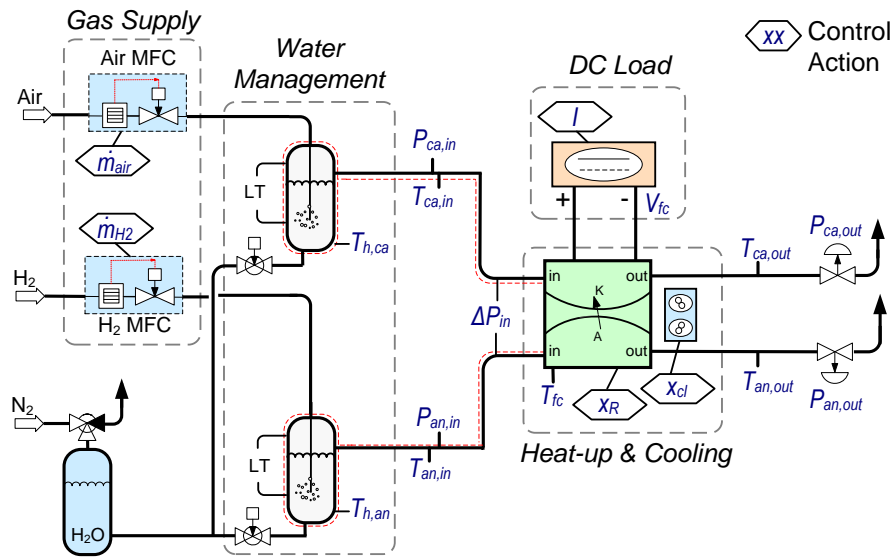 Gas Supply
Air MFC
Air
ṁair
H2
ṁH2
H2 MFC
N2
H2O
Water
Management
LT
Th,ca
LT
Th,an
Pca,in
Tca,in
ΔPin
Pan,in
Tan,in
DC Load
I
+
-
Vfc
in
out
K
A
in
out
Tfc
xR
xcl
Heat-up & Cooling
Tca,out
Pca,out
Tan,out
Pan,out
xx
Control
Action